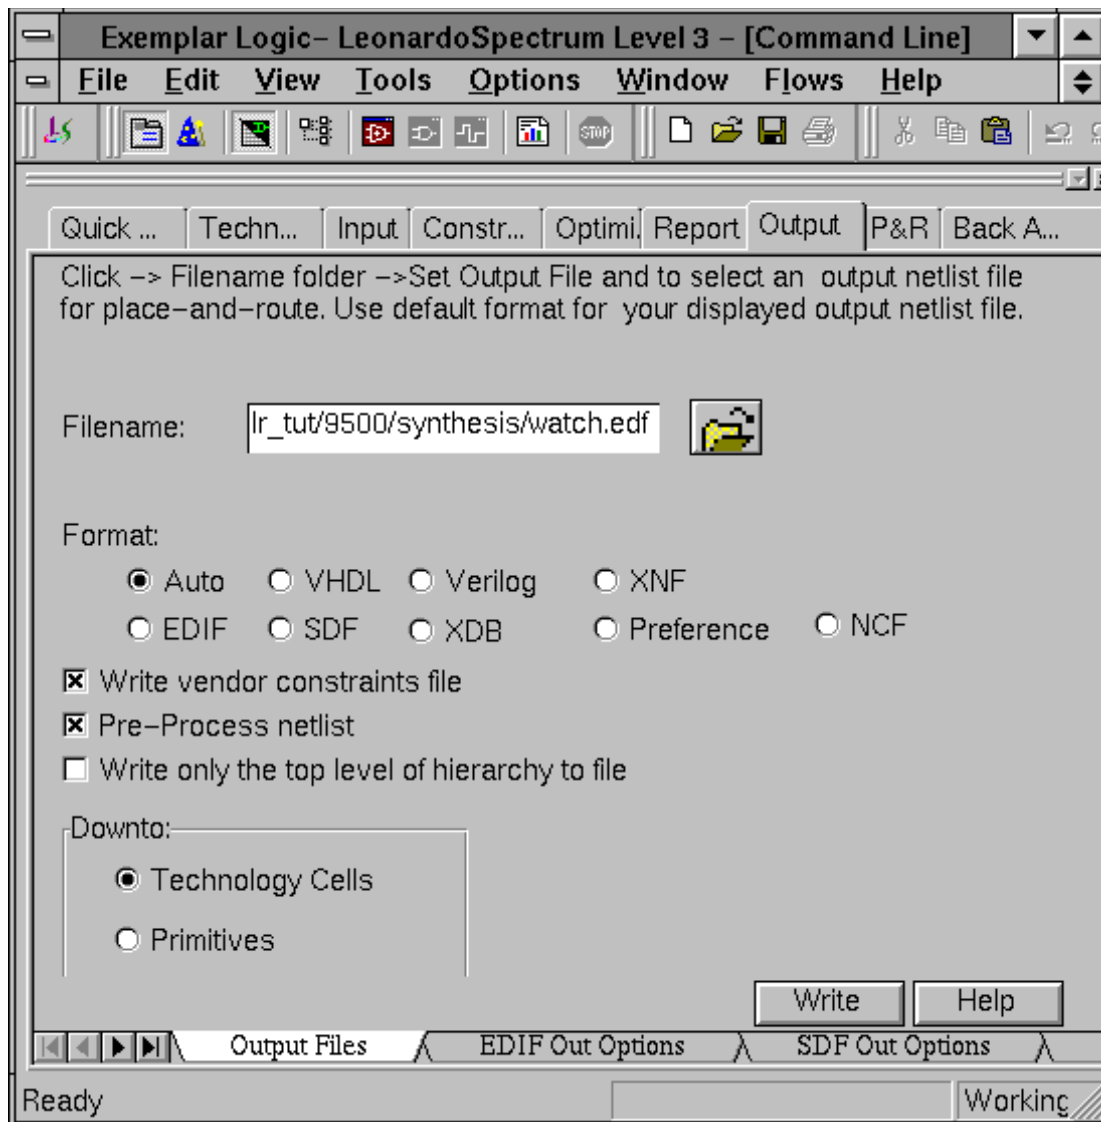 Exemplar Logic– LeonardoSpectrum Level 3 – [Command Line]
File Edit View Tools Options Window Flows Help
STOP
Quick ... Techn... Input Constr... Optimi. Report Output P&R Back A...
Click –> Filename folder –>Set Output File and to select an output netlist file
for place–and–route. Use default format for your displayed output netlist file.
Filename: lr_tut/9500/synthesis/watch.edf
Format:
Auto VHDL Verilog XNF
EDIF SDF XDB Preference NCF
Write vendor constraints file
Pre–Process netlist
Write only the top level of hierarchy to file
Downto:
Technology Cells
Primitives
Write Help
Output Files EDIF Out Options SDF Out Options
Ready Working